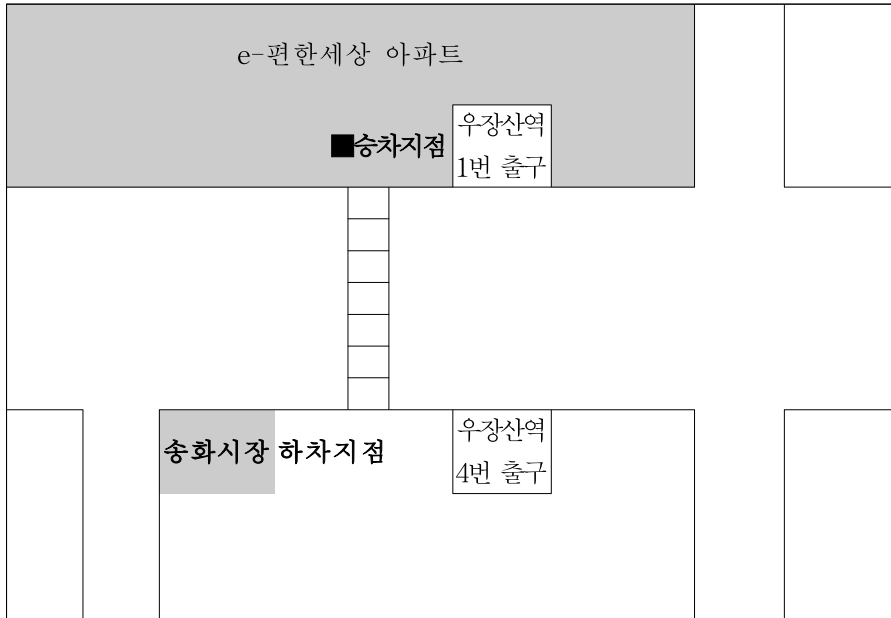 e-편한세상 아파트
■승차지점
우장산역
1번 출구
송화시장 하차지점
우장산역
4번 출구